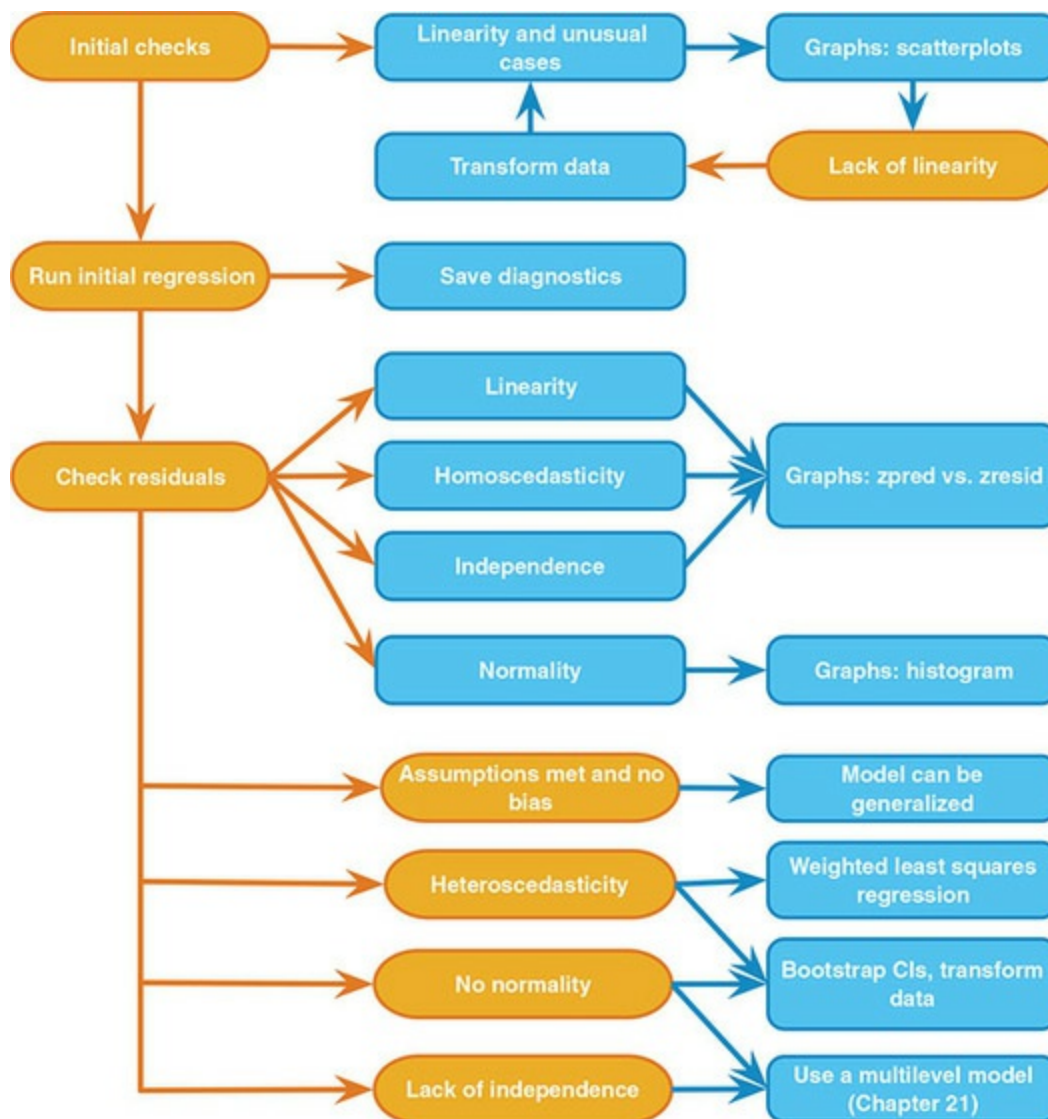 Initial checks
Linearity and unusual
cases
Graphs: scatterplots
Transform data
Lack of linearity
Run initial regression
Save diagnostics
Linearity
Check residuals
Homoscedasticity
Graphs: zpred vs. zresid
Independence
Normality
Graphs: histogram
Assumptions met and no
bias
Model can be
generalized
Heteroscedasticity
Weighted least squares
regression
No normality
Bootstrap CIs, transform
data
Lack of independence
Use a multilevel model
(Chapter 21)